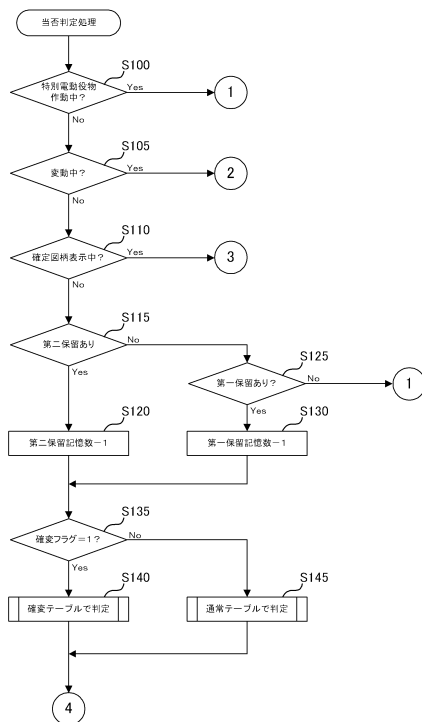 当否判定処理
S100
特別電動役物
作動中？
Yes
1
No
S105
変動中？
Yes
2
No
S110
確定図柄表示中？
Yes
3
No
S115
第二保留あり
No
Yes
S125
第一保留あり？
No
1
Yes
S120
第二保留記憶数－１
S130
第一保留記憶数－１
S135
確変フラグ＝１？
No
Yes
S140
確変テーブルで判定
S145
通常テーブルで判定
4